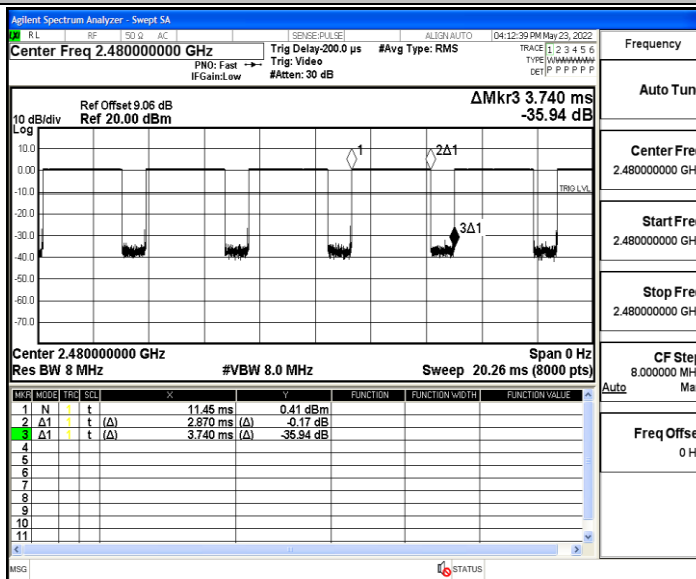 Agilent Spectrum Analyzer - Swept SA
LXI RL RF 50 Ω AC SENSE:PULSE ALIGN AUTO 04:12:39 PM May 23, 2022
Center Freq 2.480000000 GHz
PNO: Fast
IFGain:Low
Trig Delay-200.0 µs
Trig: Video
#Atten: 30 dB
#Avg Type: RMS
TRACE 1 2 3 4 5 6
TYPE
DET P P P P P P
Frequency
Auto Tun
Center Fre
2.480000000 GH
Start Fre
2.480000000 GH
Stop Fre
2.480000000 GH
CF Step
8.000000 MH
Auto Ma
Freq Offse
0 H
ΔMkr3 3.740 ms
-35.94 dB
Ref Offset 9.06 dB
10 dB/div Ref 20.00 dBm
Log
10.0
0.00
-10.0
-20.0
-30.0
-40.0
-50.0
-60.0
-70.0
1
2Δ1
TRIG LVL
3Δ1
Center 2.480000000 GHz Span 0 Hz
Res BW 8 MHz #VBW 8.0 MHz Sweep 20.26 ms (8000 pts)
MKR MODE TRC SCL X Y FUNCTION FUNCTION WIDTH FUNCTION VALUE
1 N 1 t 11.45 ms 0.41 dBm
2 Δ1 1 t (Δ) 2.870 ms (Δ) -0.17 dB
3 Δ1 1 t (Δ) 3.740 ms (Δ) -35.94 dB
4
5
6
7
8
9
10
11
MSG STATUS